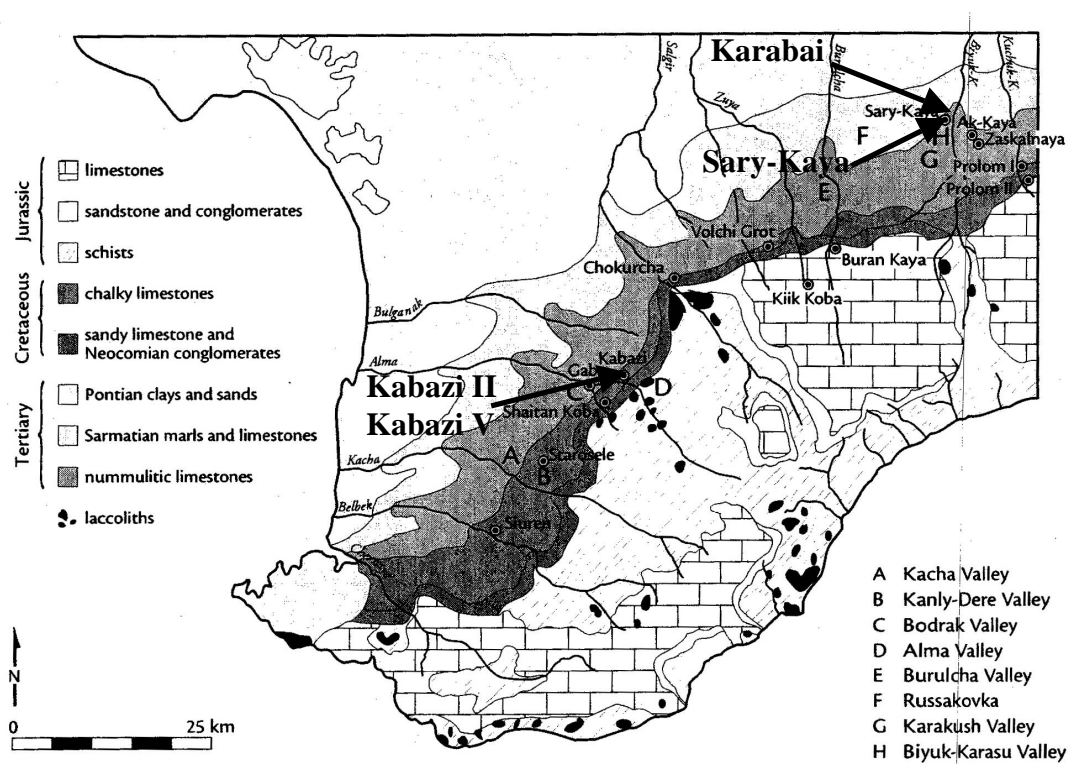 Karabai
Salgir
Burulcha
Biyuk-K
Kuchuk-K
Zuya
Sary-Kaya
Ak-Kaya
Zaskalnaya
F
H
G
Sary-Kaya
Prolom I
Prolom II
E
Volchi Grot
Buran Kaya
Chokurcha
Kiik Koba
Bulganak
Alma
Kabazi
Kabazi II
C
D
Kabazi V
Shaitan Koba
Kacha
A
Starosele
B
Belbek
Siuren
Jurassic
limestones
sandstone and conglomerates
schists
Cretaceous
chalky limestones
sandy limestone and
Neocomian conglomerates
Tertiary
Pontian clays and sands
Sarmatian marls and limestones
nummulitic limestones
laccoliths
N
0 25 km
A Kacha Valley
B Kanly-Dere Valley
C Bodrak Valley
D Alma Valley
E Burulcha Valley
F Russakovka
G Karakush Valley
H Biyuk-Karasu Valley